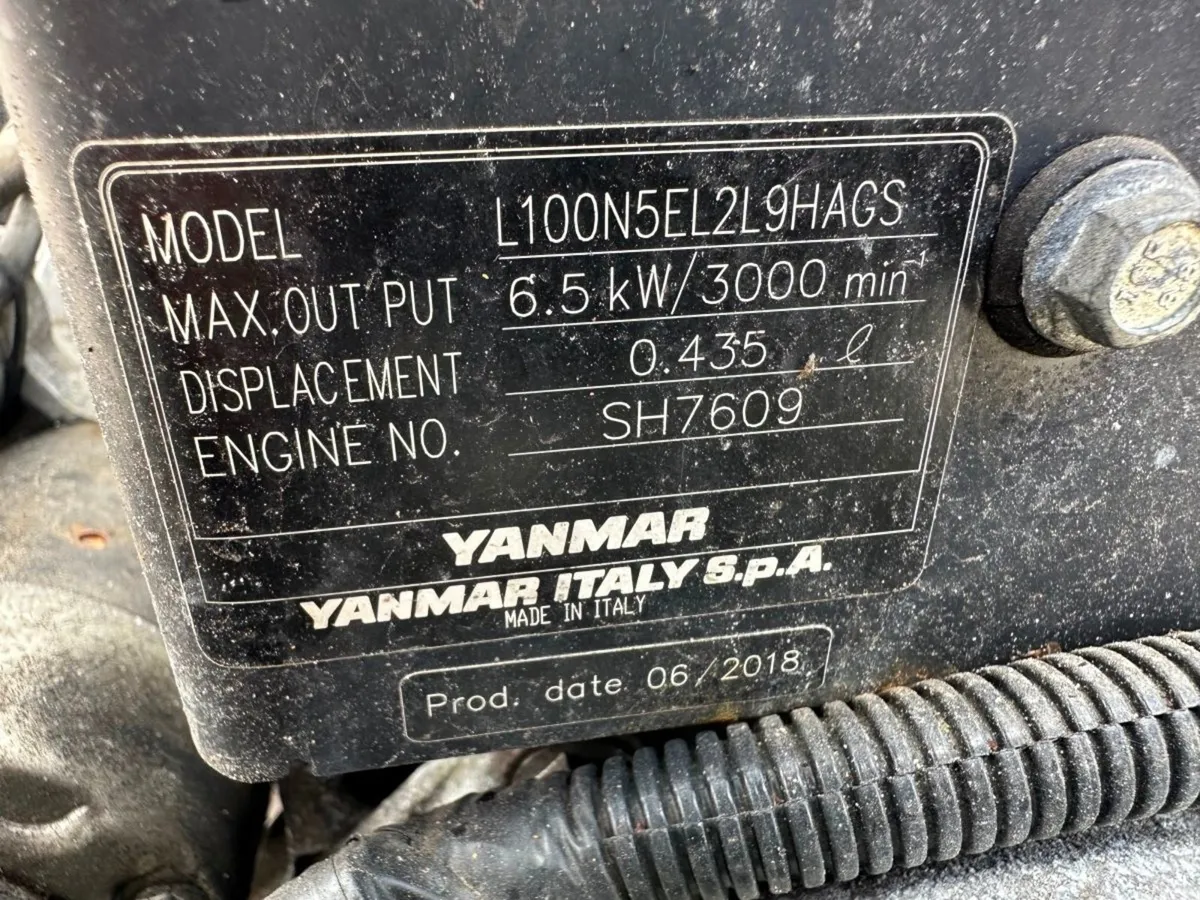 MODEL L100N5EL2L9HAGS
MAX. OUT PUT 6.5 kW/3000 min⁻¹
DISPLACEMENT 0.435 ℓ
ENGINE NO. SH7609
YANMAR
YANMAR ITALY S.p.A.
MADE IN ITALY
Prod. date 06/2018